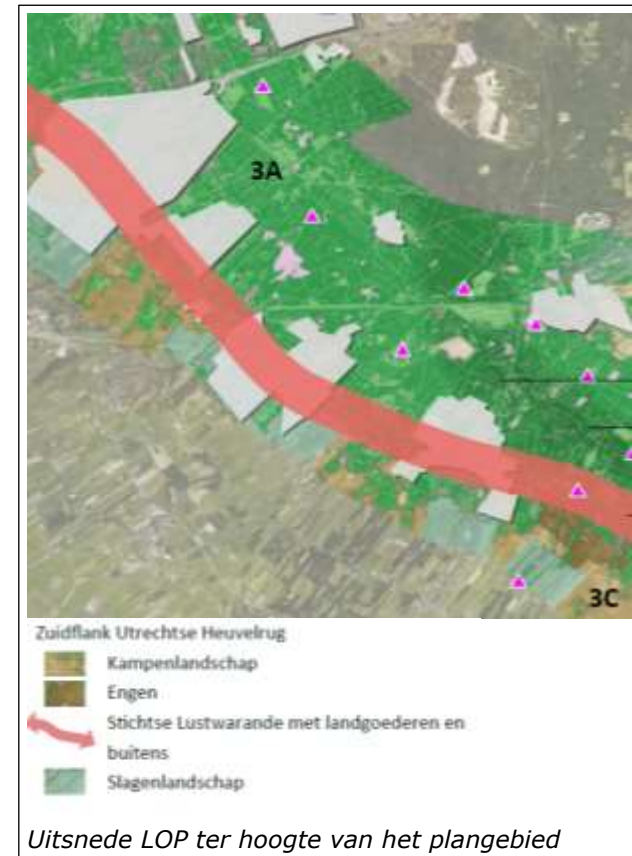 3A
3C
Zuidflank Utrechtse Heuvelrug
Kampenlandschap
Engen
Stichtse Lustwarande met landgoederen en
buitens
Slagenlandschap
Uitsnede LOP ter hoogte van het plangebied